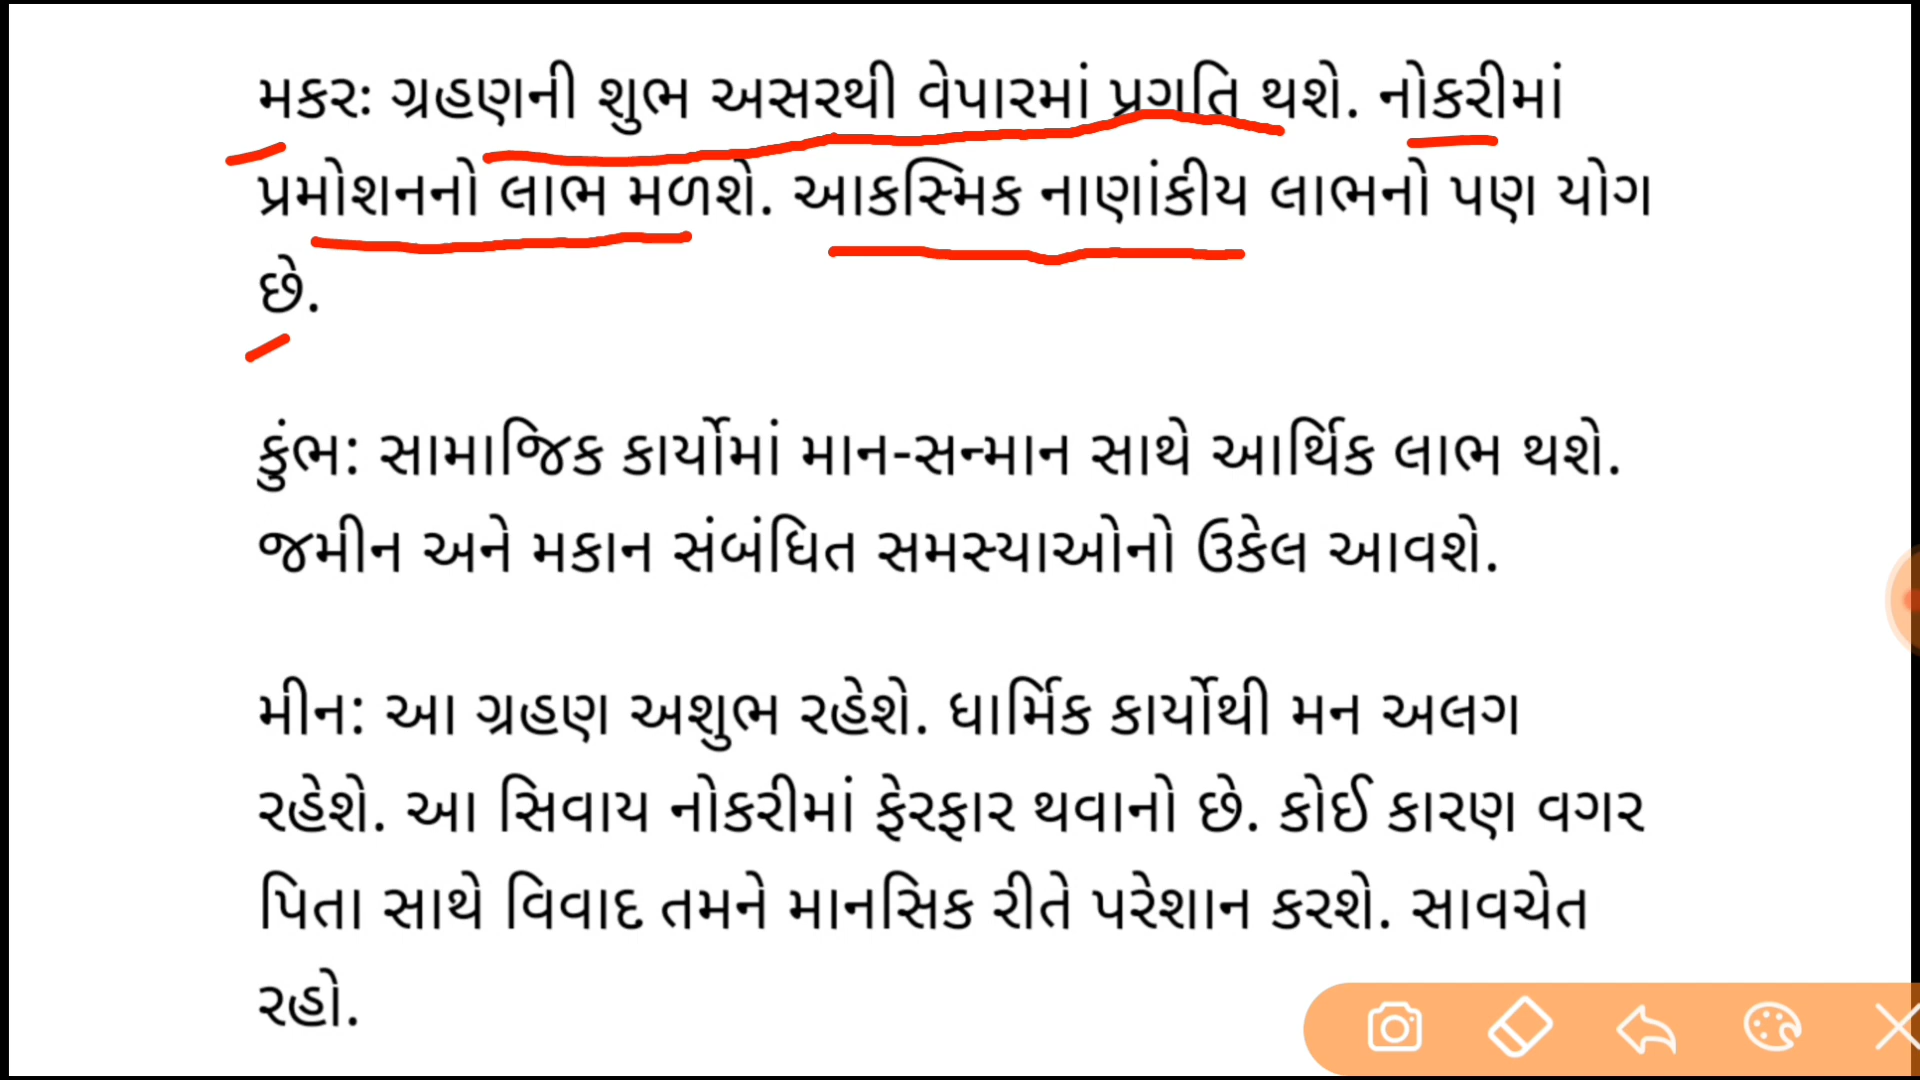 મકરઃ ગ્રહણની શુભ અસરથી વેપારમાં પ્રગતિ થશે. નોકરીમાં
પ્રમોશનનો લાભ મળશે. આકસ્મિક નાણાંકીય લાભનો પણ યોગ
છે.
કુંભ: સામાજિક કાર્યોમાં માન-સન્માન સાથે આર્થિક લાભ થશે.
જમીન અને મકાન સંબંધિત સમસ્યાઓનો ઉકેલ આવશે.
મીન: આ ગ્રહણ અશુભ રહેશે. ધાર્મિક કાર્યોથી મન અલગ
રહેશે. આ સિવાય નોકરીમાં ફેરફાર થવાનો છે. કોઈ કારણ વગર
પિતા સાથે વિવાદ તમને માનસિક રીતે પરેશાન કરશે. સાવચેત
રહો.